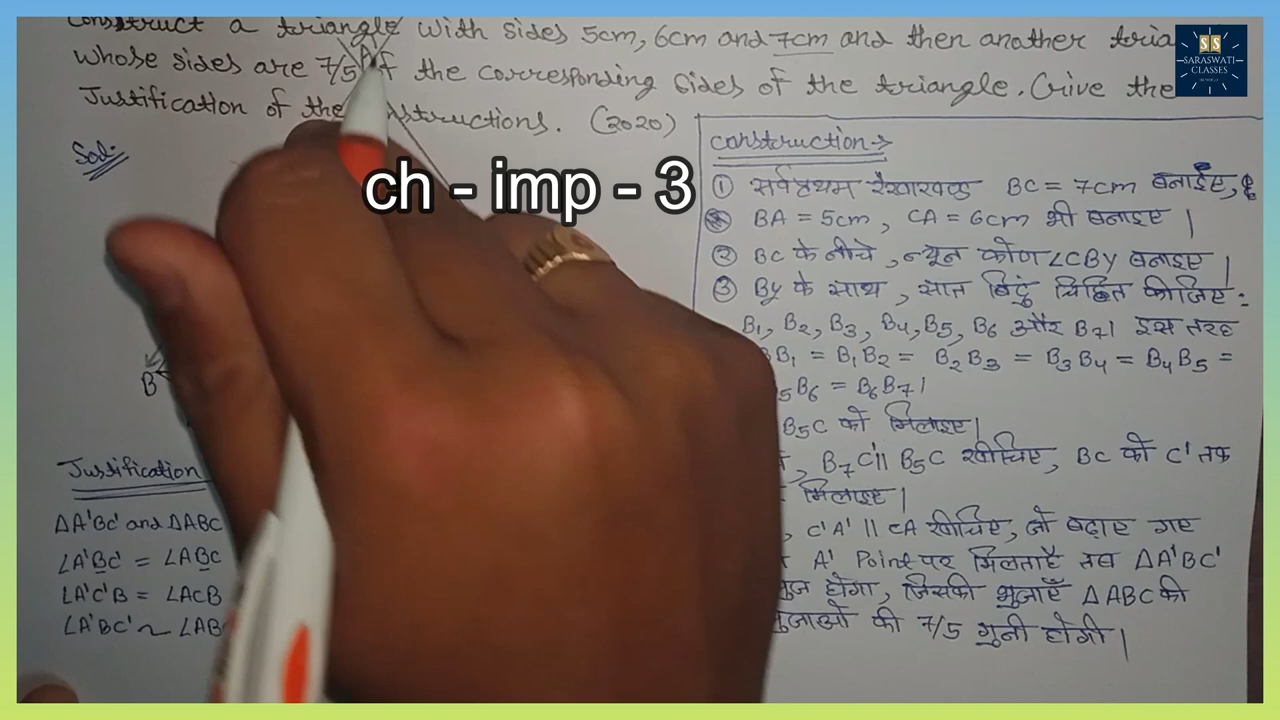 Construct a triangle with sides 5cm, 6cm and 7cm and then another tria
whose sides are 7/5 of the corresponding sides of the triangle. Give the
Justification of the constructions. (2020)
SS
SARASWATI
CLASSES
Sol.
ch - imp - 3
B
Construction→
① सर्वप्रथम रेखाखण्ड BC = 7cm बनाईए,
BA = 5cm, CA = 6cm भी बनाइए |
② BC के नीचे, न्यून कोण ∠CBY बनाइए |
③ By के साथ, सात बिंदुं चिह्नित कीजिए :
B1, B2, B3, B4, B5, B6 और B7| इस तरह
BB1 = B1B2 = B2B3 = B3B4 = B4B5 =
5B6 = B6B7|
B5C को मिलाइए|
, B7C'|| B5C खींचिए, BC को C' तक
मिलाइए |
, C'A' || CA खींचिए, जो बढ़ाए गए
A' Point पर मिलता है तब ΔA'BC'
होगा, जिसकी भुजाएँ ΔABC की
भुजाओं की 7/5 गुनी होगी |
Justification
ΔA'BC' and ΔABC
∠A'BC' = ∠ABC
∠A'C'B = ∠ACB
∠A'BC' ~ ∠AB